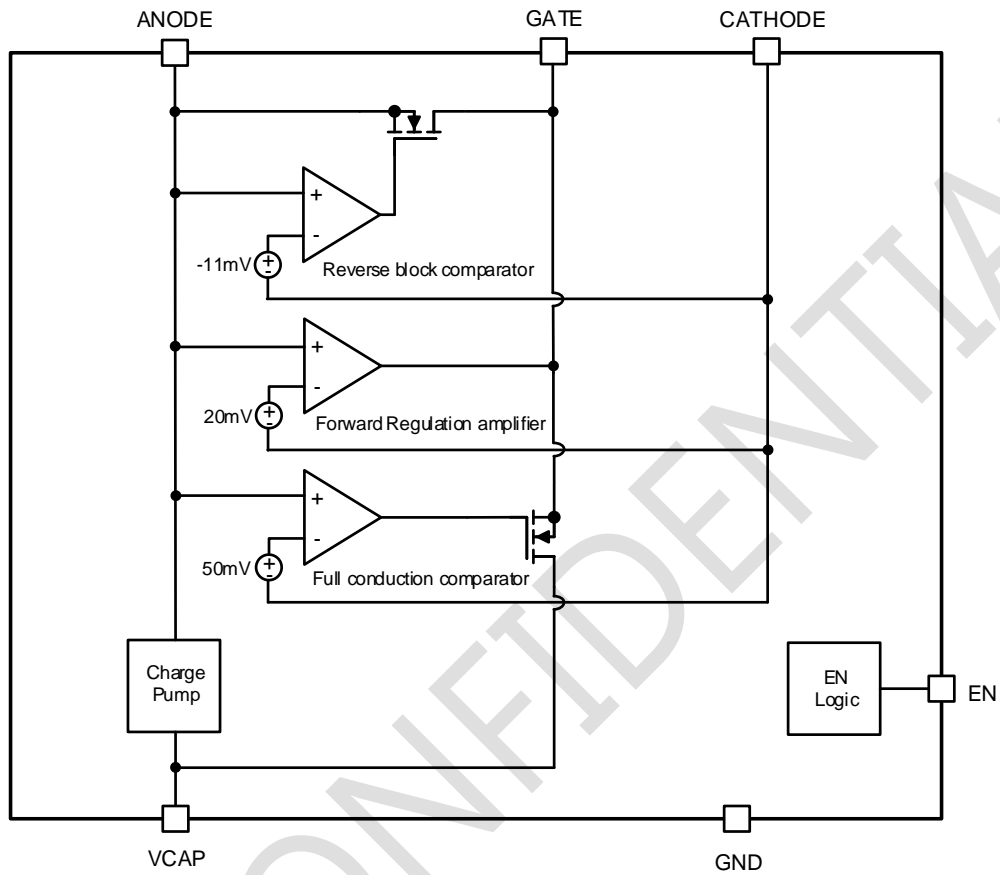 ANODE
GATE
CATHODE
+
-
-11mV
+
-
Reverse block comparator
+
-
20mV
+
-
Forward Regulation amplifier
+
-
50mV
+
-
Full conduction comparator
Charge
Pump
EN
Logic
EN
VCAP
GND
CONFIDENTIA